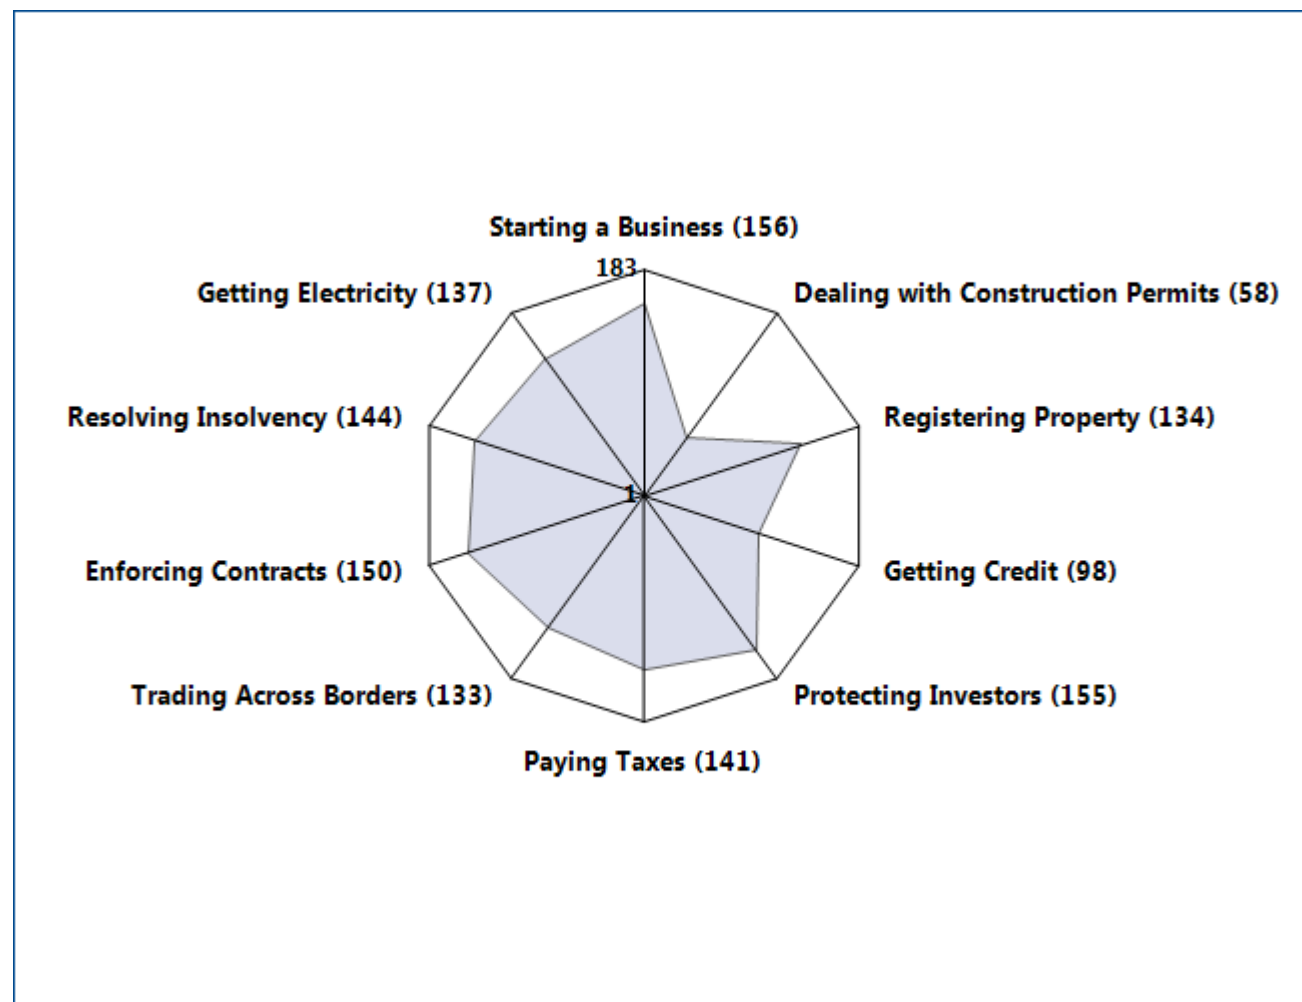 Starting a Business (156)
183
Getting Electricity (137)
Dealing with Construction Permits (58)
Resolving Insolvency (144)
Registering Property (134)
1
Enforcing Contracts (150)
Getting Credit (98)
Trading Across Borders (133)
Protecting Investors (155)
Paying Taxes (141)